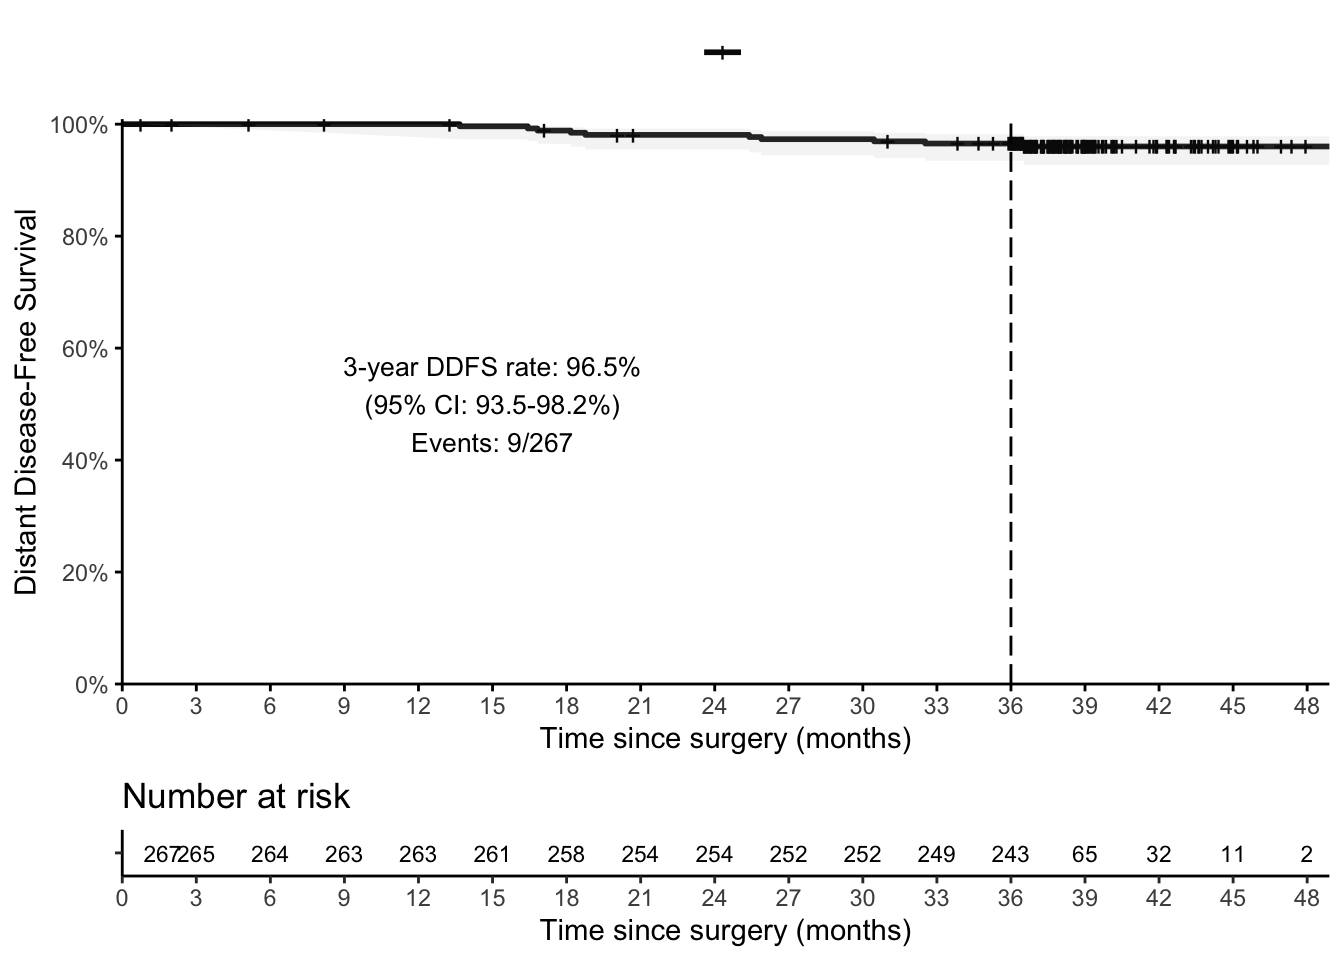 100%
80%
60%
40%
20%
0%
Distant Disease-Free Survival
3-year DDFS rate: 96.5%
(95% CI: 93.5-98.2%)
Events: 9/267
0 3 6 9 12 15 18 21 24 27 30 33 36 39 42 45 48
Time since surgery (months)
Number at risk
267 265 264 263 263 261 258 254 254 252 252 249 243 65 32 11 2
0 3 6 9 12 15 18 21 24 27 30 33 36 39 42 45 48
Time since surgery (months)